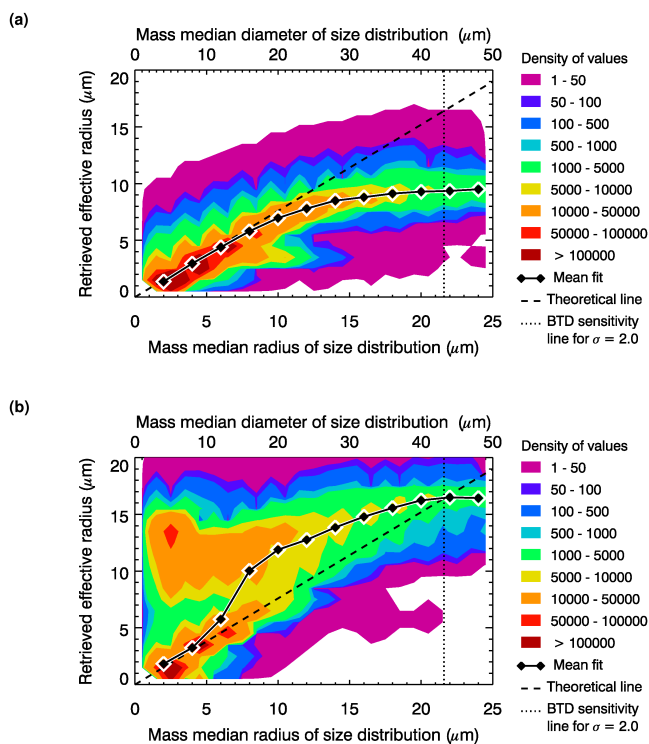 (a)
Mass median diameter of size distribution (μm)
0 10 20 30 40 50
Retrieved effective radius (μm)
20
15
10
5
0
0 5 10 15 20 25
Mass median radius of size distribution (μm)
Density of values
1 - 50
50 - 100
100 - 500
500 - 1000
1000 - 5000
5000 - 10000
10000 - 50000
50000 - 100000
> 100000
Mean fit
Theoretical line
BTD sensitivity
line for σ = 2.0
(b)
Mass median diameter of size distribution (μm)
0 10 20 30 40 50
Retrieved effective radius (μm)
20
15
10
5
0
0 5 10 15 20 25
Mass median radius of size distribution (μm)
Density of values
1 - 50
50 - 100
100 - 500
500 - 1000
1000 - 5000
5000 - 10000
10000 - 50000
50000 - 100000
> 100000
Mean fit
Theoretical line
BTD sensitivity
line for σ = 2.0